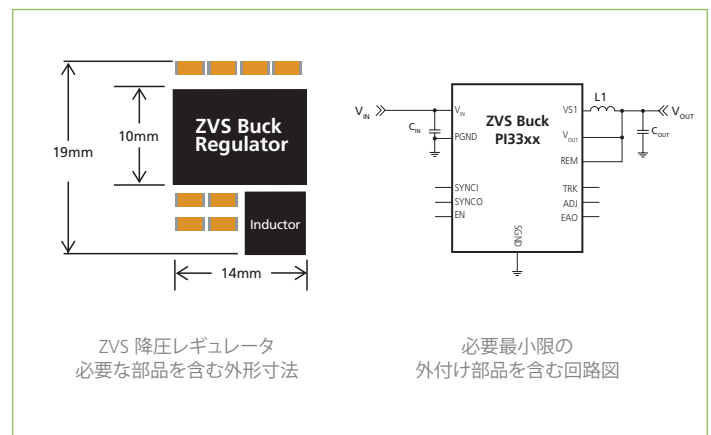 19mm
10mm
ZVS Buck
Regulator
Inductor
14mm
ZVS 降圧レギュレータ
必要な部品を含む外形寸法
VIN
CIN
VIN
PGND
SYNCI
SYNCO
EN
ZVS Buck
PI33xx
SGND
VS1
VOUT
REM
TRK
ADJ
EAO
L1
VOUT
COUT
必要最小限の
外付け部品を含む回路図